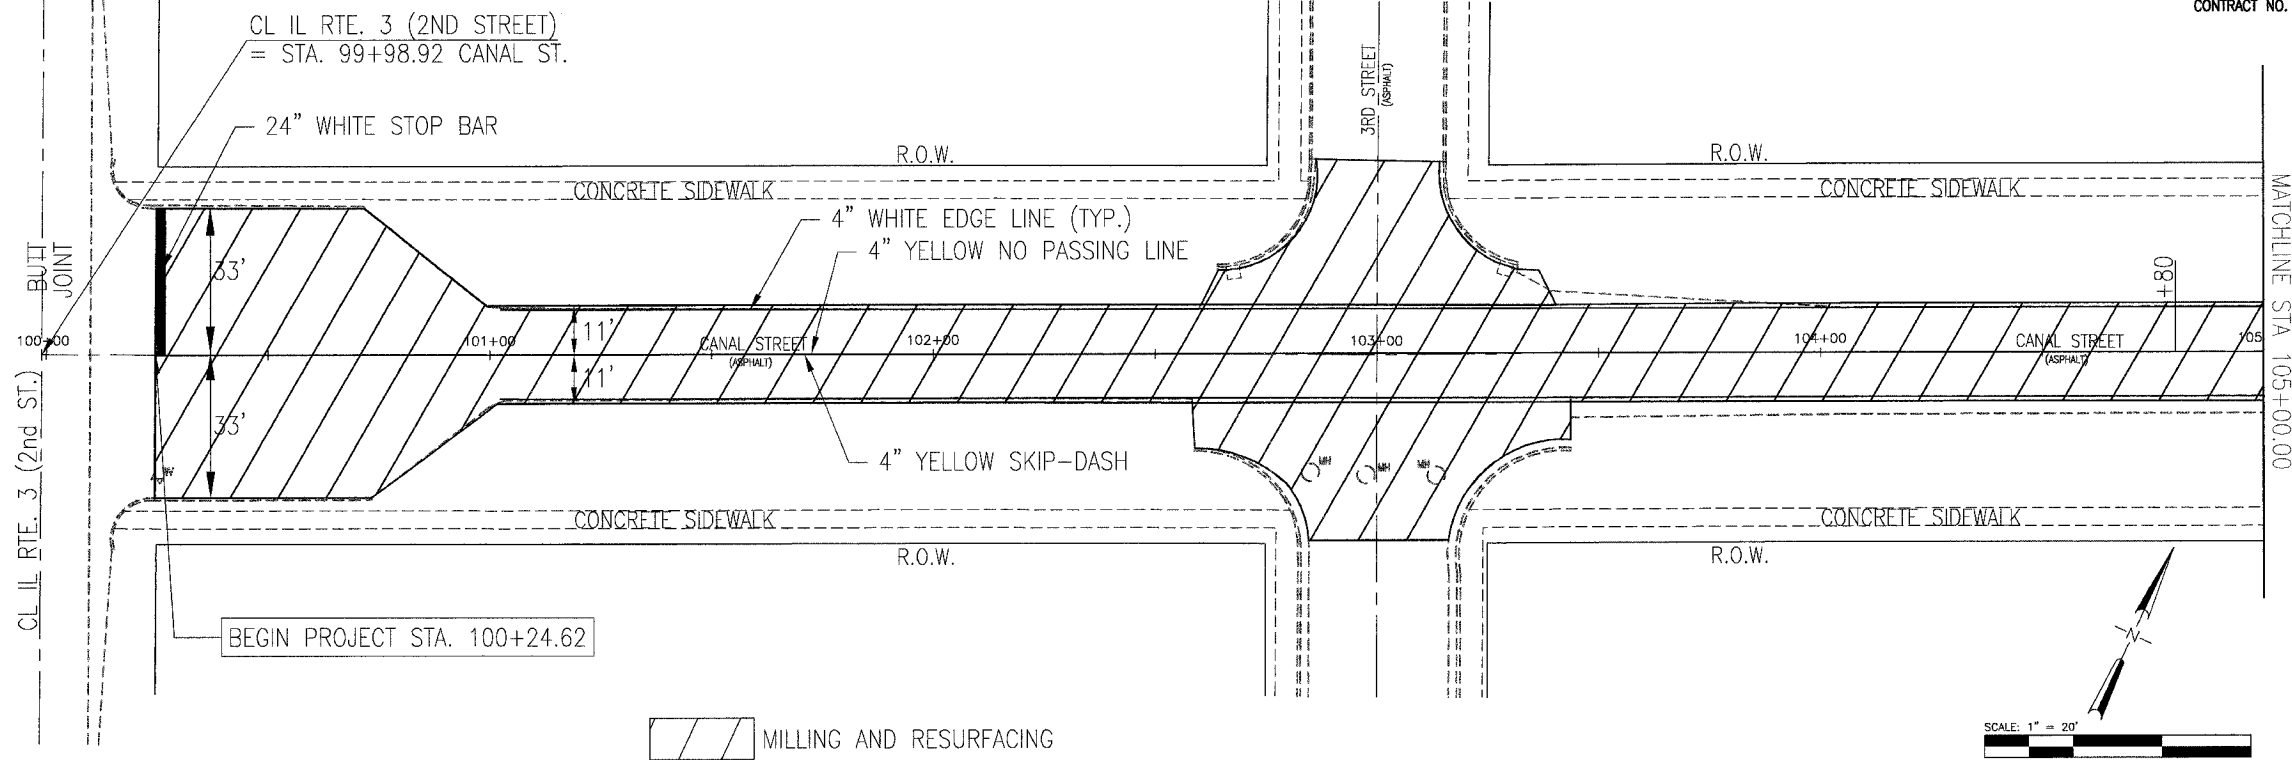 CONTRACT NO.
CL IL RTE. 3 (2ND STREET)
= STA. 99+98.92 CANAL ST.
24" WHITE STOP BAR
3RD STREET
(ASPHALT)
R.O.W.
R.O.W.
CONCRETE SIDEWALK
CONCRETE SIDEWALK
4" WHITE EDGE LINE (TYP.)
4" YELLOW NO PASSING LINE
BUTT
JOINT
33'
11'
+80
MATCHLINE STA 105+00.00
100+00
101+00
CANAL STREET
(ASPHALT)
102+00
103+00
104+00
CANAL STREET
(ASPHALT)
105
11'
33'
W
4" YELLOW SKIP-DASH
MH
MH
MH
CL IL RTE. 3 (2nd ST.)
CONCRETE SIDEWALK
CONCRETE SIDEWALK
R.O.W.
R.O.W.
BEGIN PROJECT STA. 100+24.62
N
MILLING AND RESURFACING
SCALE: 1" = 20'